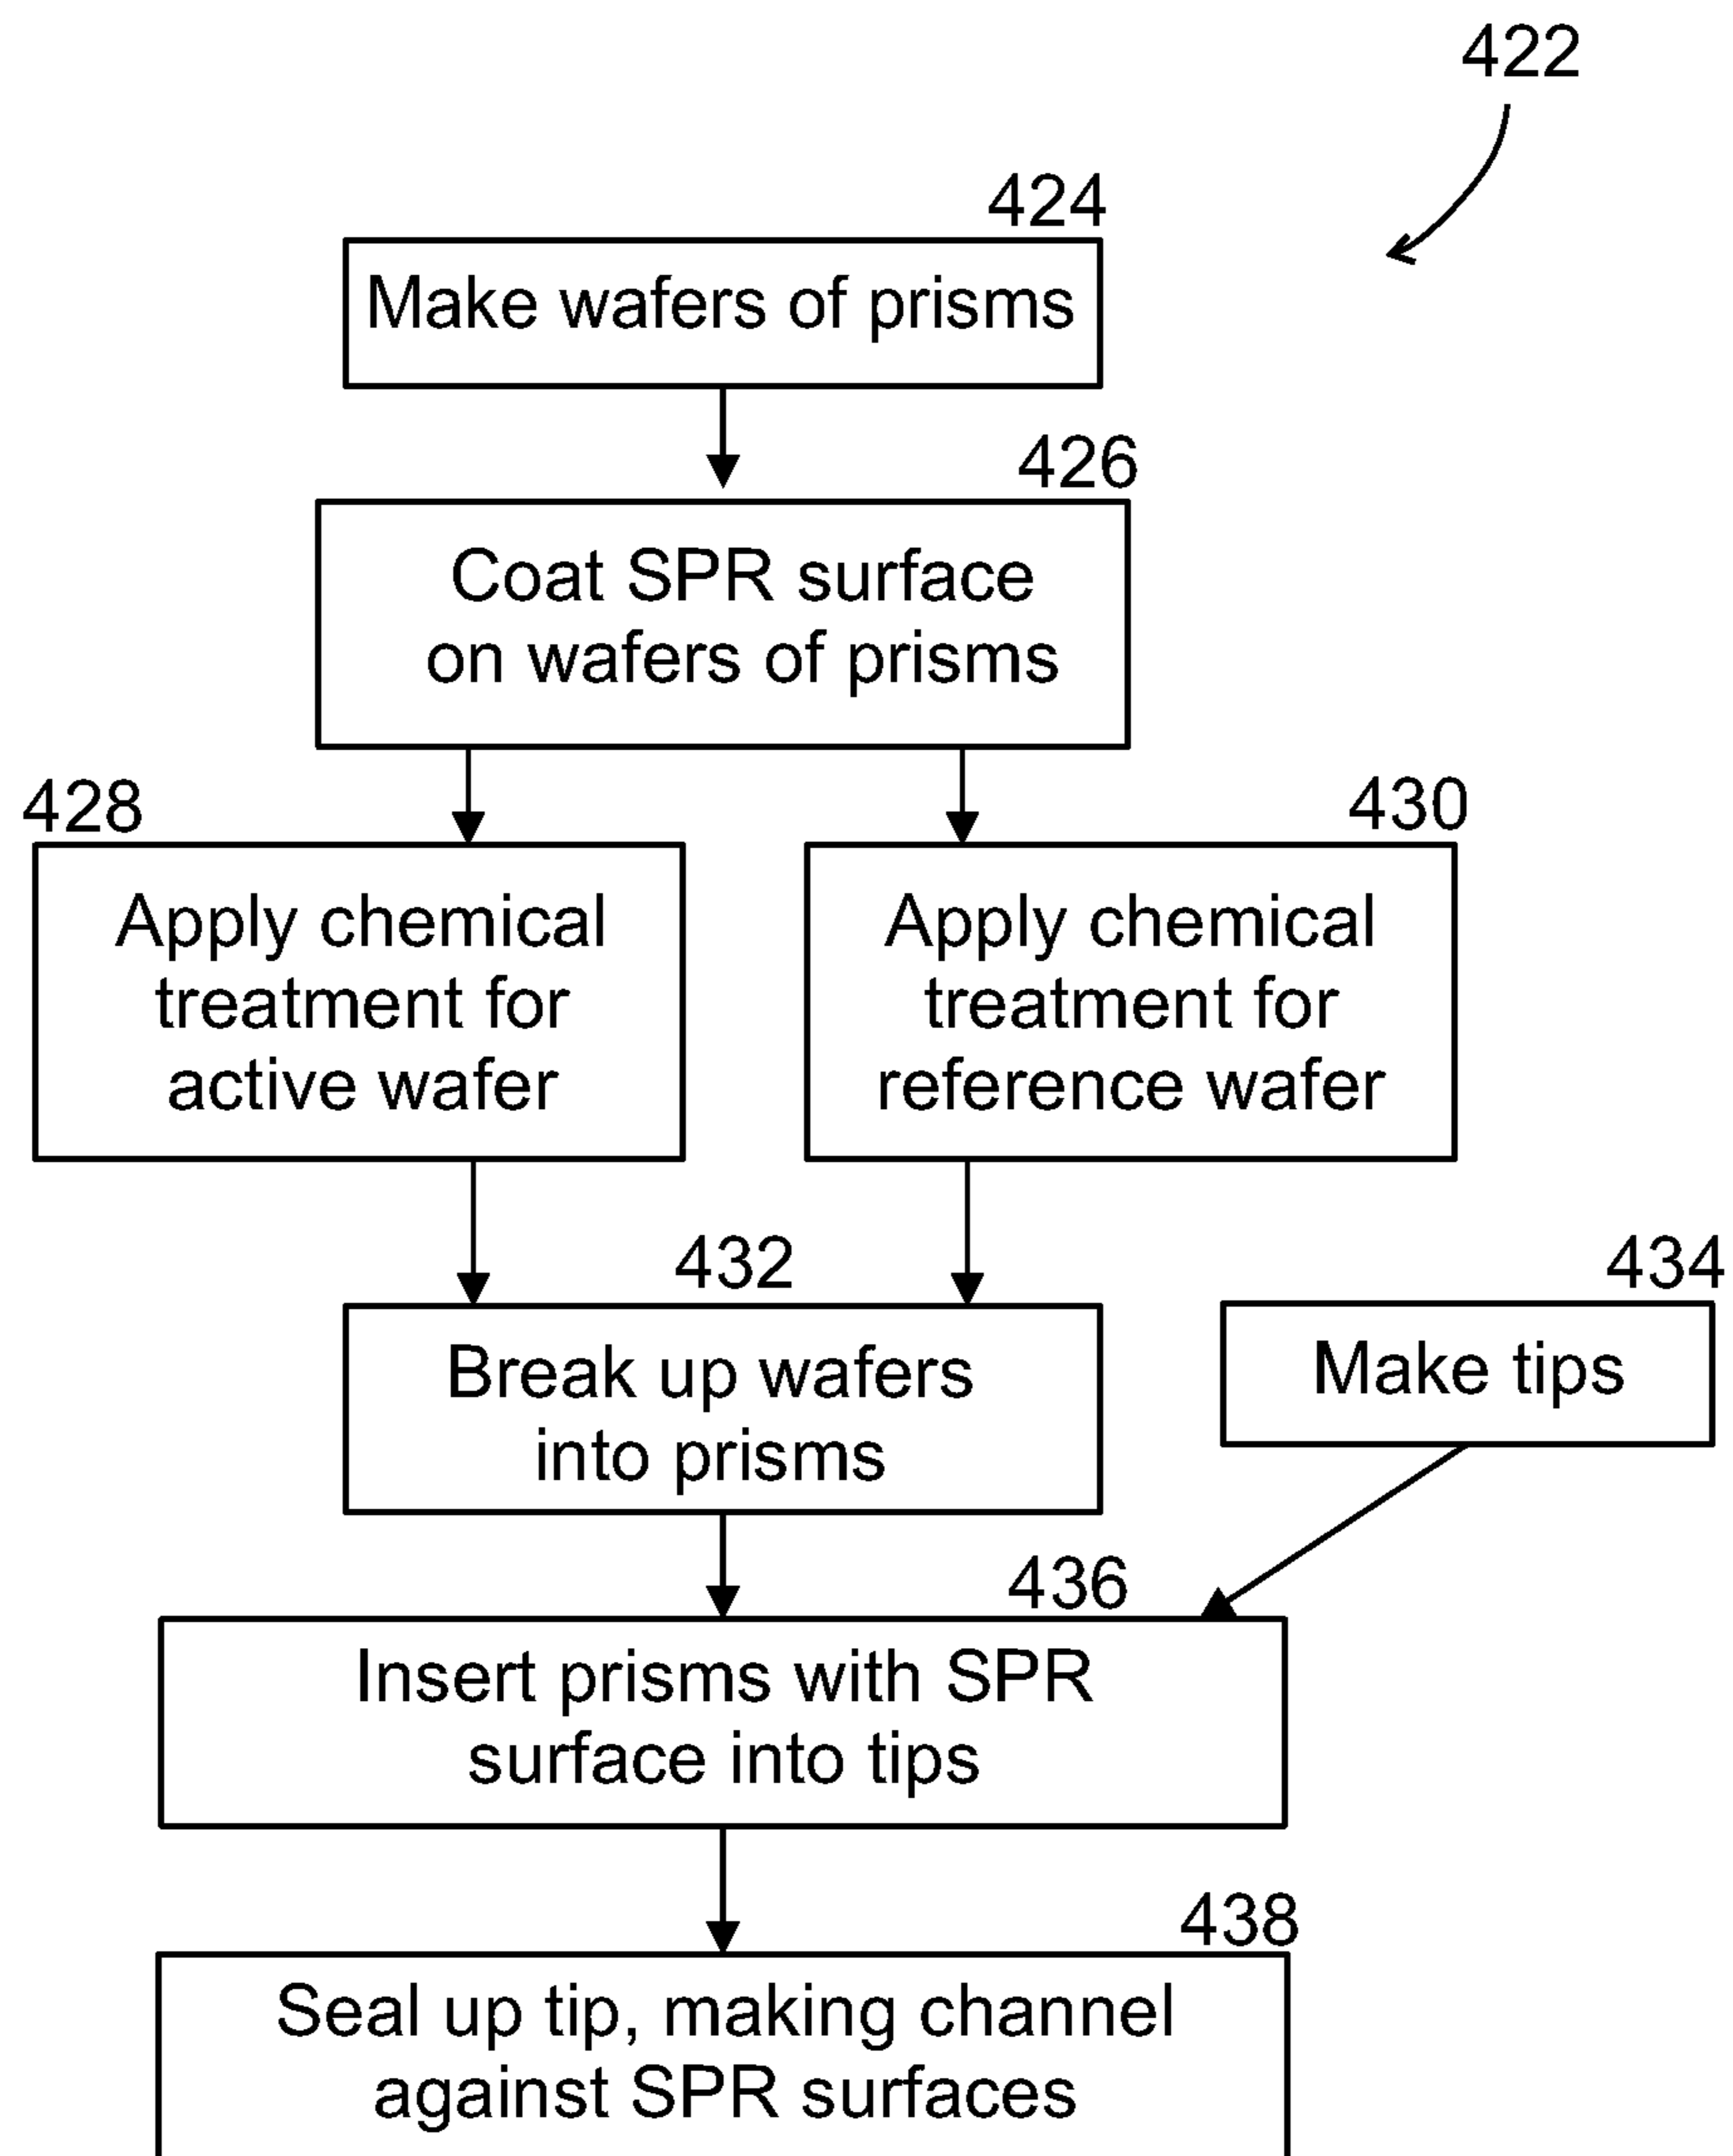 422
424
Make wafers of prisms
426
Coat SPR surface
on wafers of prisms
428
Apply chemical
treatment for
active wafer
430
Apply chemical
treatment for
reference wafer
432
Break up wafers
into prisms
434
Make tips
436
Insert prisms with SPR
surface into tips
438
Seal up tip, making channel
against SPR surfaces